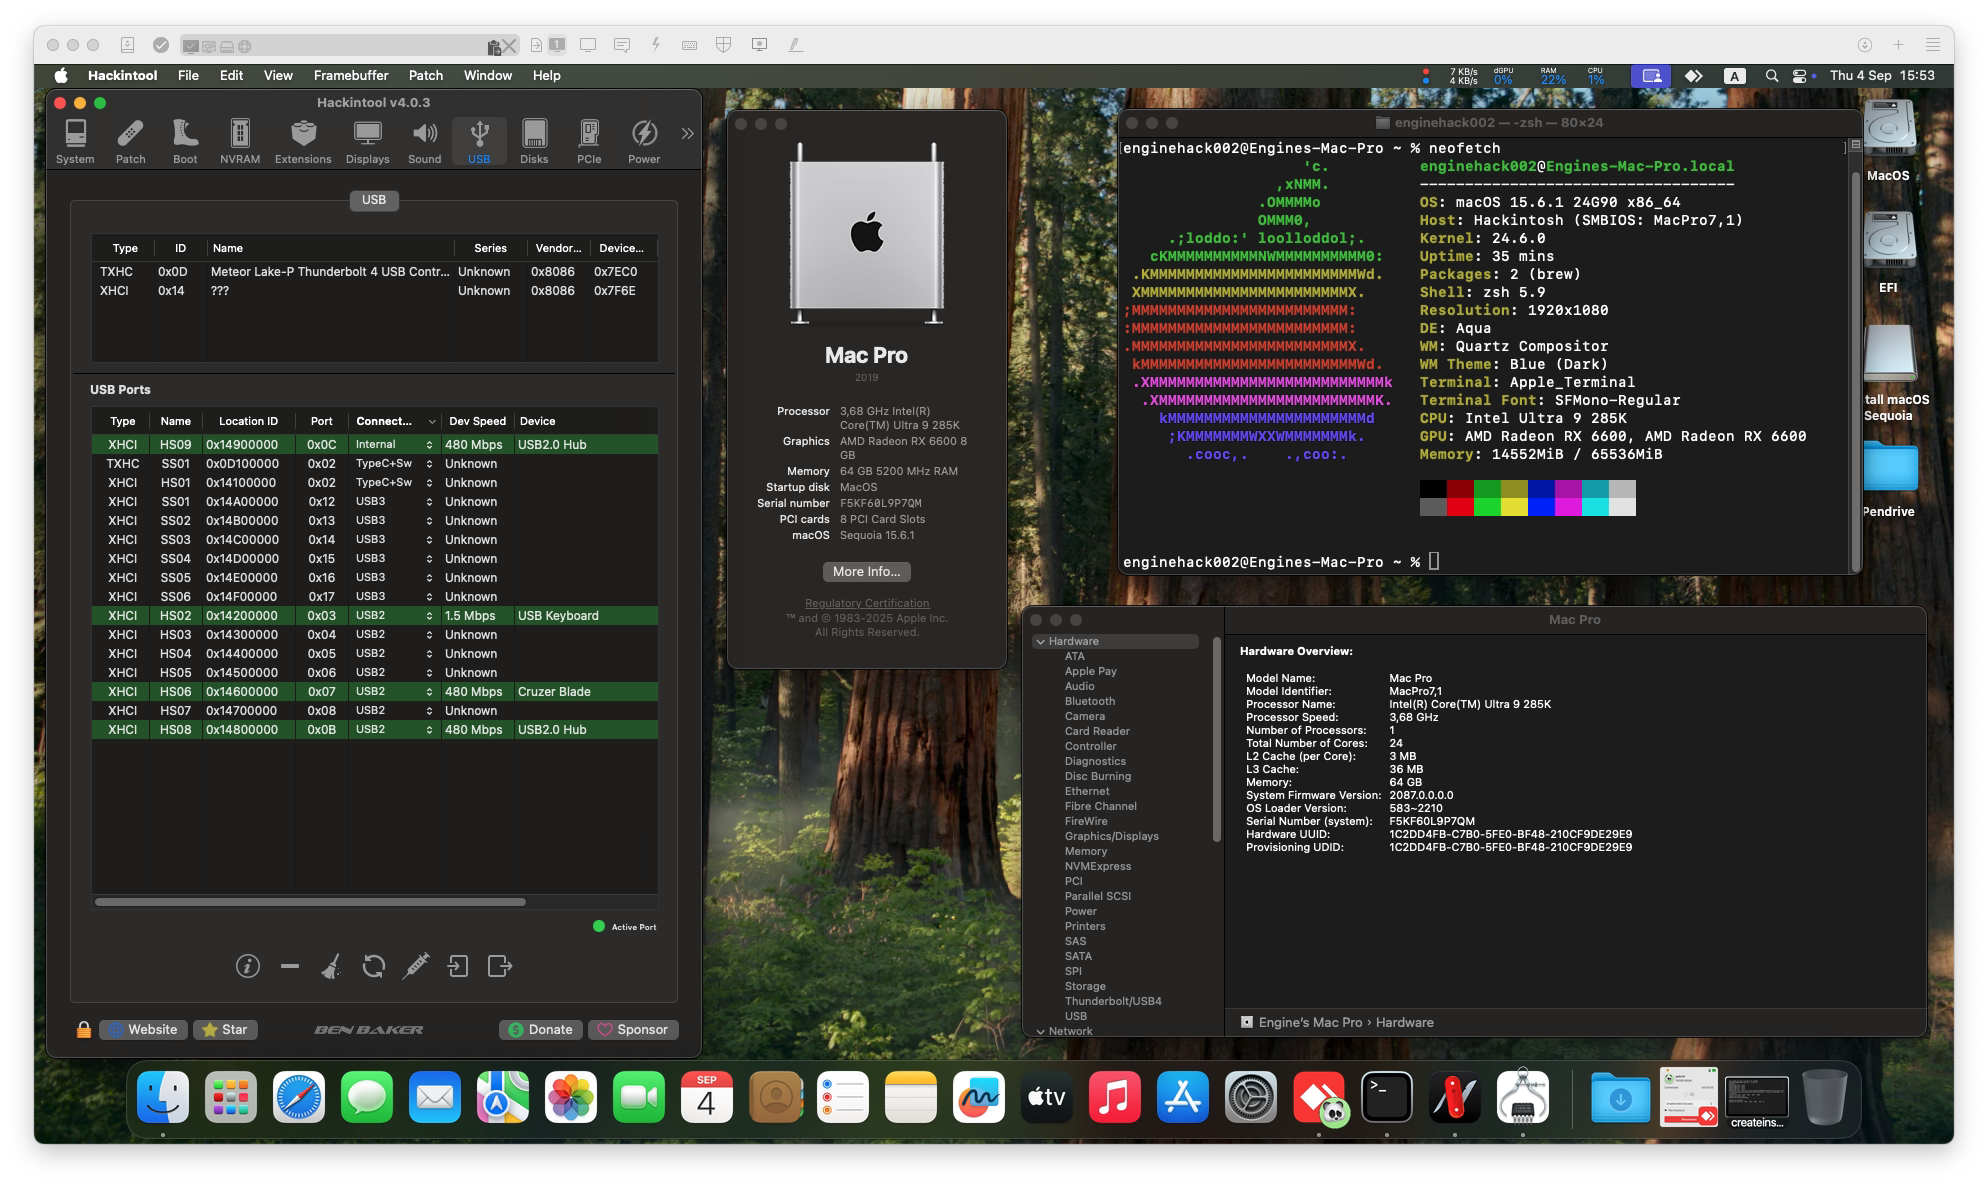 1
Hackintool File Edit View Framebuffer Patch Window Help
7 KB/s 4 KB/s dGPU 0% RAM 22% CPU 1% A Thu 4 Sep 15:53
Hackintool v4.0.3
System Patch Boot NVRAM Extensions Displays Sound USB Disks PCIe Power
USB
Type ID Name Series Vendor... Device...
TXHC 0x0D Meteor Lake-P Thunderbolt 4 USB Contr... Unknown 0x8086 0x7EC0
XHCI 0x14 ??? Unknown 0x8086 0x7F6E
USB Ports
Type Name Location ID Port Connect... Dev Speed Device
XHCI HS09 0x14900000 0x0C Internal 480 Mbps USB2.0 Hub
TXHC SS01 0x0D100000 0x02 TypeC+Sw Unknown
XHCI HS01 0x14100000 0x02 TypeC+Sw Unknown
XHCI SS01 0x14A00000 0x12 USB3 Unknown
XHCI SS02 0x14B00000 0x13 USB3 Unknown
XHCI SS03 0x14C00000 0x14 USB3 Unknown
XHCI SS04 0x14D00000 0x15 USB3 Unknown
XHCI SS05 0x14E00000 0x16 USB3 Unknown
XHCI SS06 0x14F00000 0x17 USB3 Unknown
XHCI HS02 0x14200000 0x03 USB2 1.5 Mbps USB Keyboard
XHCI HS03 0x14300000 0x04 USB2 Unknown
XHCI HS04 0x14400000 0x05 USB2 Unknown
XHCI HS05 0x14500000 0x06 USB2 Unknown
XHCI HS06 0x14600000 0x07 USB2 480 Mbps Cruzer Blade
XHCI HS07 0x14700000 0x08 USB2 Unknown
XHCI HS08 0x14800000 0x0B USB2 480 Mbps USB2.0 Hub
Active Port
Website Star BEN BAKER Donate Sponsor
Mac Pro
2019
Processor 3,68 GHz Intel(R)
Core(TM) Ultra 9 285K
Graphics AMD Radeon RX 6600 8
GB
Memory 64 GB 5200 MHz RAM
Startup disk MacOS
Serial number F5KF60L9P7QM
PCI cards 8 PCI Card Slots
macOS Sequoia 15.6.1
More Info...
Regulatory Certification
™ and © 1983-2025 Apple Inc.
All Rights Reserved.
enginehack002 — -zsh — 80×24
[enginehack002@Engines-Mac-Pro ~ % neofetch ]
'c. enginehack002@Engines-Mac-Pro.local
,xNMM. -----------------------------------
.OMMMMo OS: macOS 15.6.1 24G90 x86_64
OMMM0, Host: Hackintosh (SMBIOS: MacPro7,1)
.;loddo:' loolloddol;. Kernel: 24.6.0
cKMMMMMMMMMMNWMMMMMMMMMM0: Uptime: 35 mins
.KMMMMMMMMMMMMMMMMMMMMMMMWd. Packages: 2 (brew)
XMMMMMMMMMMMMMMMMMMMMMMMX. Shell: zsh 5.9
;MMMMMMMMMMMMMMMMMMMMMMMM: Resolution: 1920x1080
:MMMMMMMMMMMMMMMMMMMMMMMM: DE: Aqua
.MMMMMMMMMMMMMMMMMMMMMMMMX. WM: Quartz Compositor
kMMMMMMMMMMMMMMMMMMMMMMMMWd. WM Theme: Blue (Dark)
.XMMMMMMMMMMMMMMMMMMMMMMMMMMk Terminal: Apple_Terminal
.XMMMMMMMMMMMMMMMMMMMMMMMMK. Terminal Font: SFMono-Regular
kMMMMMMMMMMMMMMMMMMMMMMd CPU: Intel Ultra 9 285K
;KMMMMMMMWXXWMMMMMMMk. GPU: AMD Radeon RX 6600, AMD Radeon RX 6600
.cooc,. .,coo:. Memory: 14552MiB / 65536MiB
enginehack002@Engines-Mac-Pro ~ %
MacOS
EFI
tall macOS
Sequoia
Pendrive
Mac Pro
Hardware
ATA
Apple Pay
Audio
Bluetooth
Camera
Card Reader
Controller
Diagnostics
Disc Burning
Ethernet
Fibre Channel
FireWire
Graphics/Displays
Memory
NVMExpress
PCI
Parallel SCSI
Power
Printers
SAS
SATA
SPI
Storage
Thunderbolt/USB4
USB
Network
Hardware Overview:
Model Name: Mac Pro
Model Identifier: MacPro7,1
Processor Name: Intel(R) Core(TM) Ultra 9 285K
Processor Speed: 3,68 GHz
Number of Processors: 1
Total Number of Cores: 24
L2 Cache (per Core): 3 MB
L3 Cache: 36 MB
Memory: 64 GB
System Firmware Version: 2087.0.0.0.0
OS Loader Version: 583~2210
Serial Number (system): F5KF60L9P7QM
Hardware UUID: 1C2DD4FB-C7B0-5FE0-BF48-210CF9DE29E9
Provisioning UDID: 1C2DD4FB-C7B0-5FE0-BF48-210CF9DE29E9
Engine's Mac Pro › Hardware
SEP
4
tv
>_
createins...